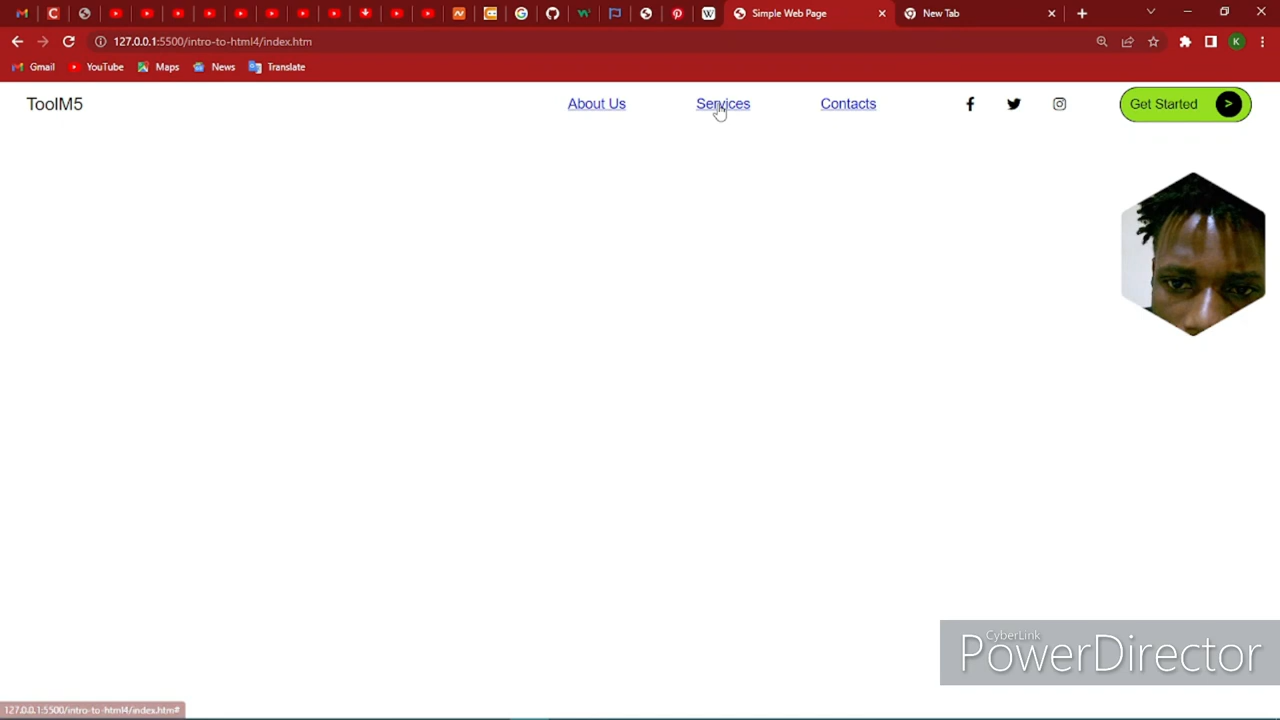 Simple Web Page
New Tab
127.0.0.1:5500/intro-to-html4/index.htm
K
Gmail
YouTube
Maps
News
Translate
ToolM5
About Us
Services
Contacts
Get Started >
CyberLink
PowerDirector
127.0.0.1:5500/intro-to-html4/index.htm#